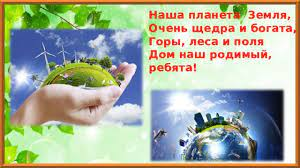 Наша планета Земля,
Очень щедра и богата,
Горы, леса и поля
Дом наш родимый,
ребята!